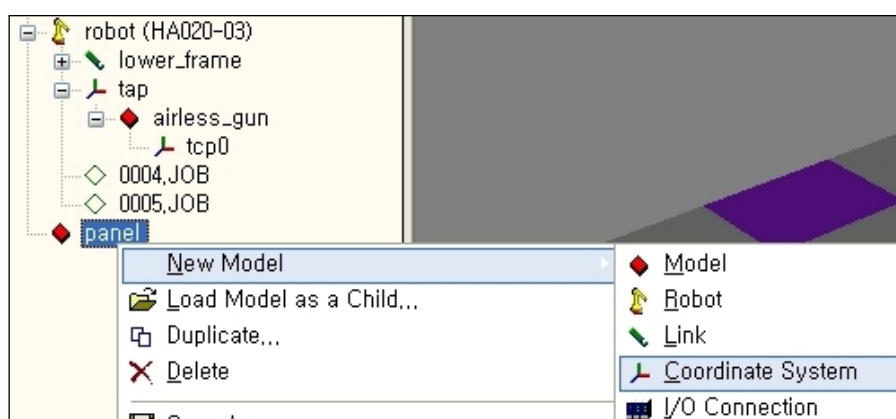 robot (HA020-03)
lower_frame
tap
airless_gun
tcp0
0004,JOB
0005,JOB
panel
New Model
Load Model as a Child,,,
Duplicate,,,
Delete
Model
Robot
Link
Coordinate System
I/O Connection